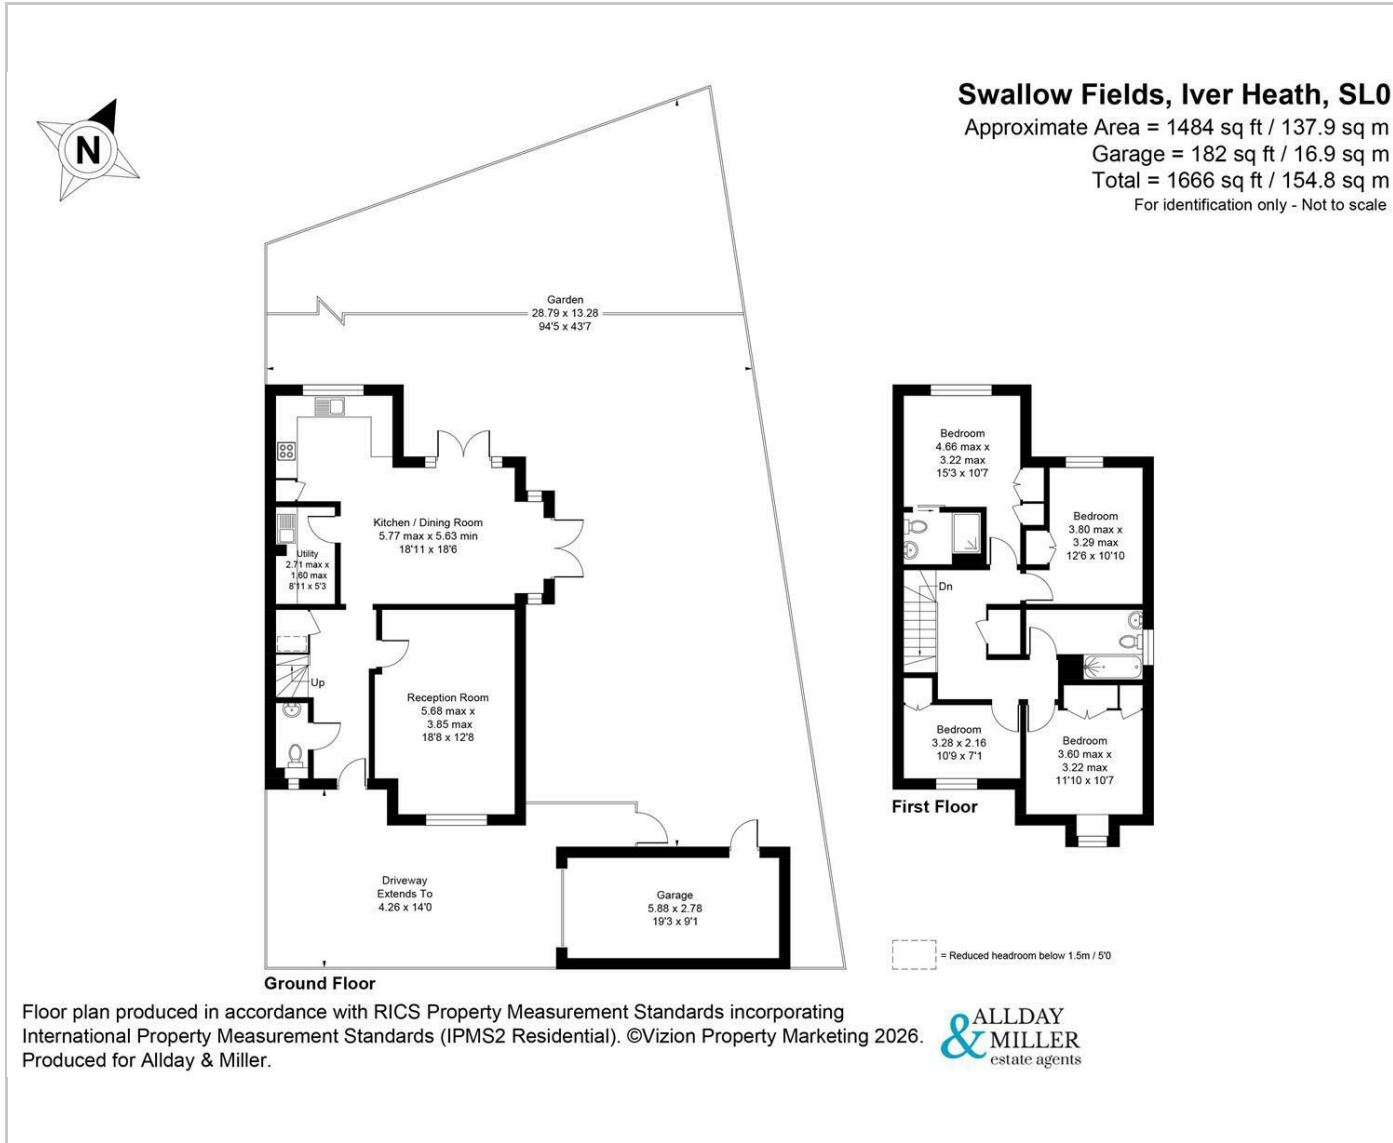 N
Swallow Fields, Iver Heath, SL0
Approximate Area = 1484 sq ft / 137.9 sq m
Garage = 182 sq ft / 16.9 sq m
Total = 1666 sq ft / 154.8 sq m
For identification only - Not to scale
Garden
28.79 x 13.28
94'5 x 43'7
Kitchen / Dining Room
5.77 max x 5.63 min
18'11 x 18'6
Utility
2.71 max x
1.60 max
8'11 x 5'3
Up
Reception Room
5.68 max x
3.85 max
18'8 x 12'8
Driveway
Extends To
4.26 x 14'0
Garage
5.88 x 2.78
19'3 x 9'1
Ground Floor
Bedroom
4.66 max x
3.22 max
15'3 x 10'7
Bedroom
3.80 max x
3.29 max
12'6 x 10'10
Dn
Bedroom
3.28 x 2.16
10'9 x 7'1
Bedroom
3.60 max x
3.22 max
11'10 x 10'7
First Floor
= Reduced headroom below 1.5m / 5'0
Floor plan produced in accordance with RICS Property Measurement Standards incorporating
International Property Measurement Standards (IPMS2 Residential). ©Vizion Property Marketing 2026.
Produced for Allday & Miller.
ALLDAY
& MILLER
estate agents